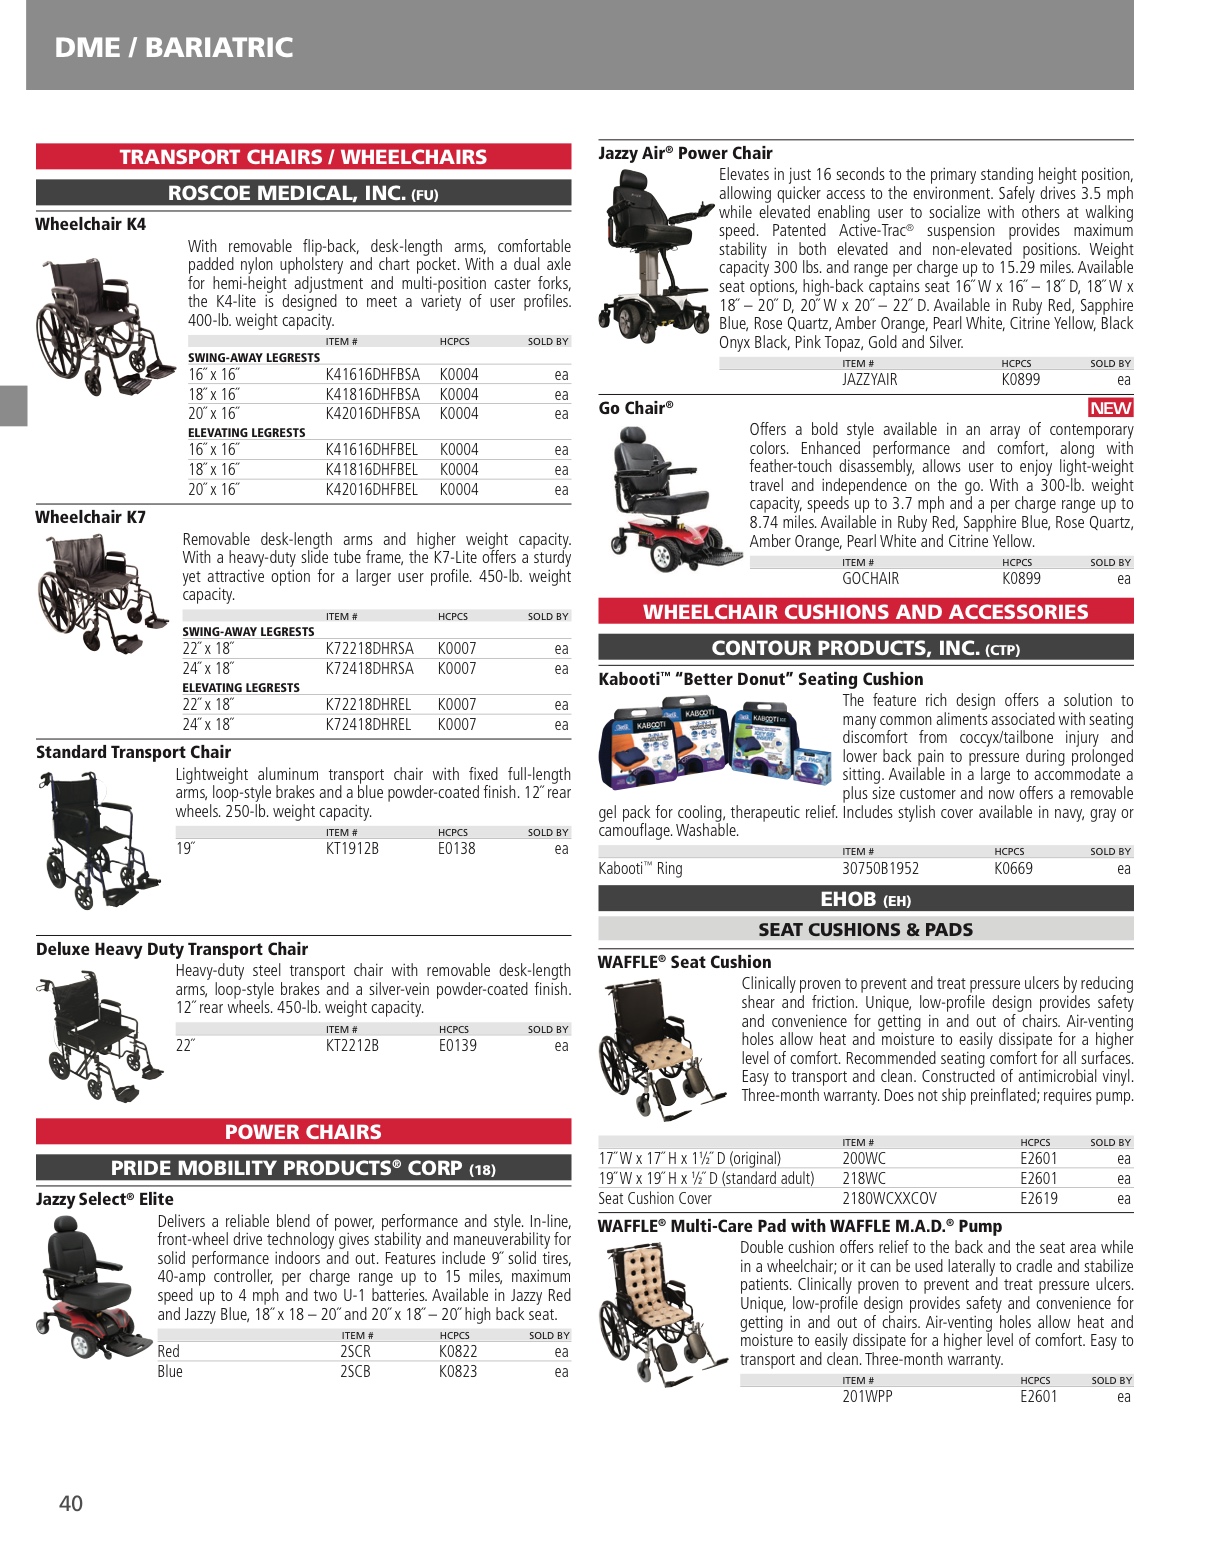 DME / BARIATRIC
TRANSPORT CHAIRS / WHEELCHAIRS
ROSCOE MEDICAL, INC. (FU)
Wheelchair K4
With removable flip-back, desk-length arms, comfortable
padded nylon upholstery and chart pocket. With a dual axle
for hemi-height adjustment and multi-position caster forks,
the K4-lite is designed to meet a variety of user profiles.
400-lb. weight capacity.
ITEM # HCPCS SOLD BY
SWING-AWAY LEGRESTS
16˝ x 16˝ K41616DHFBSA K0004 ea
18˝ x 16˝ K41816DHFBSA K0004 ea
20˝ x 16˝ K42016DHFBSA K0004 ea
ELEVATING LEGRESTS
16˝ x 16˝ K41616DHFBEL K0004 ea
18˝ x 16˝ K41816DHFBEL K0004 ea
20˝ x 16˝ K42016DHFBEL K0004 ea
Wheelchair K7
Removable desk-length arms and higher weight capacity.
With a heavy-duty slide tube frame, the K7-Lite offers a sturdy
yet attractive option for a larger user profile. 450-lb. weight
capacity.
ITEM # HCPCS SOLD BY
SWING-AWAY LEGRESTS
22˝ x 18˝ K72218DHRSA K0007 ea
24˝ x 18˝ K72418DHRSA K0007 ea
ELEVATING LEGRESTS
22˝ x 18˝ K72218DHREL K0007 ea
24˝ x 18˝ K72418DHREL K0007 ea
Standard Transport Chair
Lightweight aluminum transport chair with fixed full-length
arms, loop-style brakes and a blue powder-coated finish. 12˝ rear
wheels. 250-lb. weight capacity.
ITEM # HCPCS SOLD BY
19˝ KT1912B E0138 ea
Deluxe Heavy Duty Transport Chair
Heavy-duty steel transport chair with removable desk-length
arms, loop-style brakes and a silver-vein powder-coated finish.
12˝ rear wheels. 450-lb. weight capacity.
ITEM # HCPCS SOLD BY
22˝ KT2212B E0139 ea
POWER CHAIRS
PRIDE MOBILITY PRODUCTS® CORP (18)
Jazzy Select® Elite
Delivers a reliable blend of power, performance and style. In-line,
front-wheel drive technology gives stability and maneuverability for
solid performance indoors and out. Features include 9˝ solid tires,
40-amp controller, per charge range up to 15 miles, maximum
speed up to 4 mph and two U-1 batteries. Available in Jazzy Red
and Jazzy Blue, 18˝ x 18 – 20˝ and 20˝ x 18˝ – 20˝ high back seat.
ITEM # HCPCS SOLD BY
Red 2SCR K0822 ea
Blue 2SCB K0823 ea
Jazzy Air® Power Chair
Elevates in just 16 seconds to the primary standing height position,
allowing quicker access to the environment. Safely drives 3.5 mph
while elevated enabling user to socialize with others at walking
speed. Patented Active-Trac® suspension provides maximum
stability in both elevated and non-elevated positions. Weight
capacity 300 lbs. and range per charge up to 15.29 miles. Available
seat options, high-back captains seat 16˝ W x 16˝ – 18˝ D, 18˝ W x
18˝ – 20˝ D, 20˝ W x 20˝ – 22˝ D. Available in Ruby Red, Sapphire
Blue, Rose Quartz, Amber Orange, Pearl White, Citrine Yellow, Black
Onyx Black, Pink Topaz, Gold and Silver.
ITEM # HCPCS SOLD BY
JAZZYAIR K0899 ea
Go Chair® NEW
Offers a bold style available in an array of contemporary
colors. Enhanced performance and comfort, along with
feather-touch disassembly, allows user to enjoy light-weight
travel and independence on the go. With a 300-lb. weight
capacity, speeds up to 3.7 mph and a per charge range up to
8.74 miles. Available in Ruby Red, Sapphire Blue, Rose Quartz,
Amber Orange, Pearl White and Citrine Yellow.
ITEM # HCPCS SOLD BY
GOCHAIR K0899 ea
WHEELCHAIR CUSHIONS AND ACCESSORIES
CONTOUR PRODUCTS, INC. (CTP)
Kabooti™ “Better Donut” Seating Cushion
The feature rich design offers a solution to
many common aliments associated with seating
discomfort from coccyx/tailbone injury and
lower back pain to pressure during prolonged
sitting. Available in a large to accommodate a
plus size customer and now offers a removable
gel pack for cooling, therapeutic relief. Includes stylish cover available in navy, gray or
camouflage. Washable.
ITEM # HCPCS SOLD BY
Kabooti™ Ring 30750B1952 K0669 ea
EHOB (EH)
SEAT CUSHIONS & PADS
WAFFLE® Seat Cushion
Clinically proven to prevent and treat pressure ulcers by reducing
shear and friction. Unique, low-profile design provides safety
and convenience for getting in and out of chairs. Air-venting
holes allow heat and moisture to easily dissipate for a higher
level of comfort. Recommended seating comfort for all surfaces.
Easy to transport and clean. Constructed of antimicrobial vinyl.
Three-month warranty. Does not ship preinflated; requires pump.
ITEM # HCPCS SOLD BY
17˝ W x 17˝ H x 1½˝ D (original) 200WC E2601 ea
19˝ W x 19˝ H x ½˝ D (standard adult) 218WC E2601 ea
Seat Cushion Cover 2180WCXXCOV E2619 ea
WAFFLE® Multi-Care Pad with WAFFLE M.A.D.® Pump
Double cushion offers relief to the back and the seat area while
in a wheelchair; or it can be used laterally to cradle and stabilize
patients. Clinically proven to prevent and treat pressure ulcers.
Unique, low-profile design provides safety and convenience for
getting in and out of chairs. Air-venting holes allow heat and
moisture to easily dissipate for a higher level of comfort. Easy to
transport and clean. Three-month warranty.
ITEM # HCPCS SOLD BY
201WPP E2601 ea
40